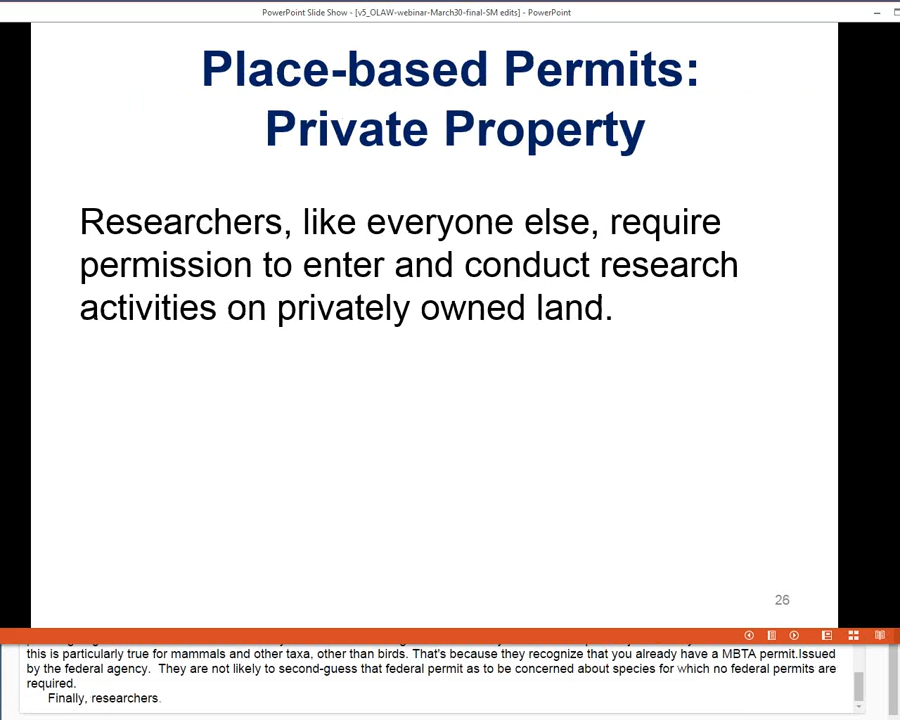 PowerPoint Slide Show - [v5_OLAW-webinar-March30-final-SM edits] - PowerPoint
Place-based Permits:
Private Property
Researchers, like everyone else, require
permission to enter and conduct research
activities on privately owned land.
26
this is particularly true for mammals and other taxa, other than birds. That's because they recognize that you already have a MBTA permit.Issued
by the federal agency.  They are not likely to second-guess that federal permit as to be concerned about species for which no federal permits are
required.
Finally, researchers.